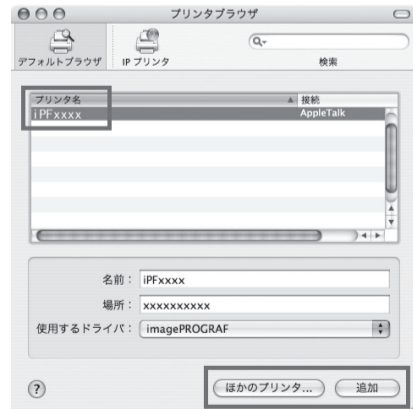 プリンタブラウザ
デフォルトブラウザ IP プリンタ 検索
プリンタ名 接続
iPFxxxx AppleTalk
名前： iPFxxxx
場所： xxxxxxxxxx
使用するドライバ： imagePROGRAF
? ほかのプリンタ... 追加